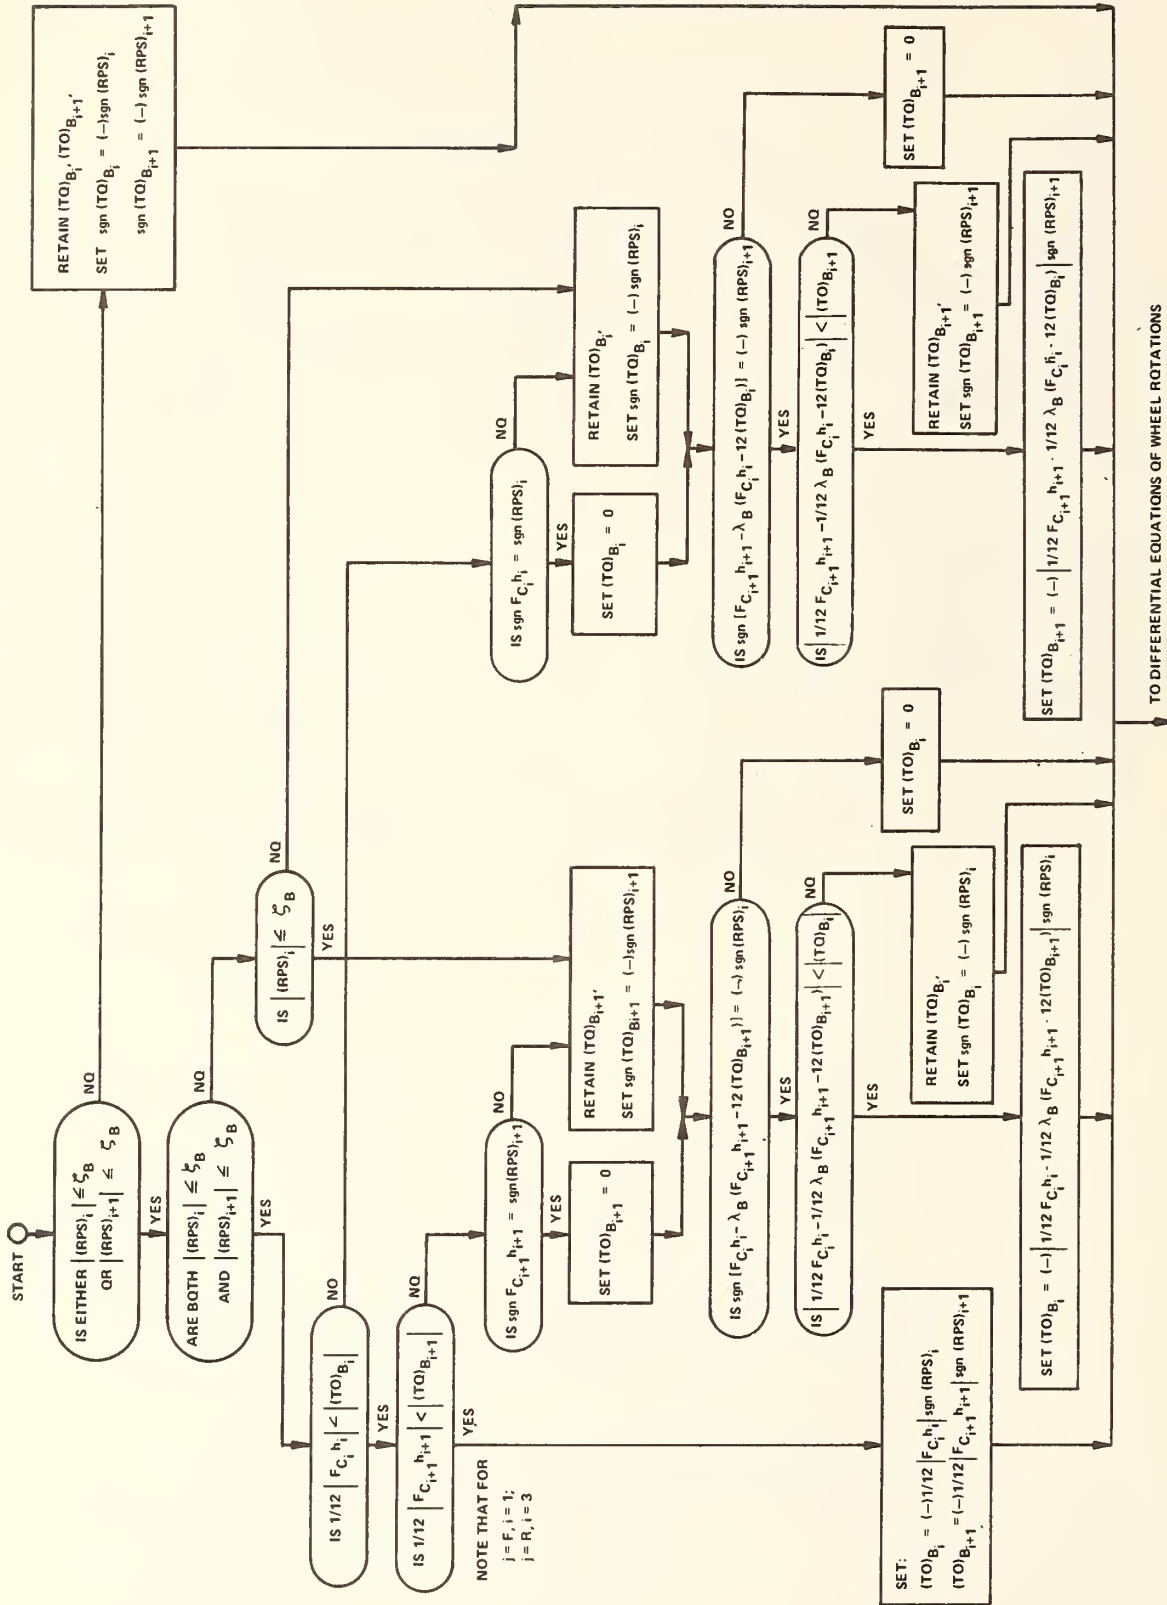 START
IS EITHER |(RPS)i| ≤ ζB
OR |(RPS)i+1| ≤ ζB
NO
YES
ARE BOTH |(RPS)i| ≤ ζB
AND |(RPS)i+1| ≤ ζB
NO
YES
IS |(RPS)i| ≤ ζB
NO
YES
RETAIN (TQ)Bi, (TO)Bi+1,
SET sgn (TQ)Bi = (−)sgn (RPS)i
sgn (TQ)Bi+1 = (−) sgn (RPS)i+1
IS 1/12 |FCi hi| < |(TO)Bi|
NO
YES
IS 1/12 |FCi+1 hi+1| < |(TQ)Bi+1|
NO
YES
NOTE THAT FOR
j = F, i = 1;
j = R, i = 3
IS sgn FCi+1 hi+1 = sgn(RPS)i+1
NO
YES
SET (TO)Bi+1 = 0
RETAIN (TQ)Bi+1,
SET sgn (TQ)Bi+1 = (−)sgn (RPS)i+1
IS sgn FCi hi = sgn (RPS)i
NO
YES
SET (TQ)Bi = 0
RETAIN (TO)Bi,
SET sgn (TQ)Bi = (−) sgn (RPS)i
IS sgn [FCi hi − λB (FCi+1 hi+1 − 12 (TQ)Bi+1)] = (−) sgn (RPS)i
NO
YES
IS |1/12 FCi hi − 1/12 λB (FCi+1 hi+1 − 12 (TO)Bi+1)| < |(TQ)Bi|
NO
YES
SET (TO)Bi = 0
RETAIN (TQ)Bi,
SET sgn (TQ)Bi = (−) sgn (RPS)i
SET (TO)Bi = (−) |1/12 FCi hi - 1/12 λB (FCi+1 hi+1 · 12 (TO)Bi+1)| sgn (RPS)i
IS sgn [FCi+1 hi+1 − λB (FCi hi − 12 (TQ)Bi)] = (−) sgn (RPS)i+1
NO
YES
IS |1/12 FCi+1 hi+1 − 1/12 λB (FCi hi − 12 (TQ)Bi)| < |(TO)Bi+1|
NO
YES
SET (TQ)Bi+1 = 0
RETAIN (TQ)Bi+1,
SET sgn (TQ)Bi+1 = (−) sgn (RPS)i+1
SET (TQ)Bi+1 = (−) |1/12 FCi+1 hi+1 · 1/12 λB (FCi hi - 12 (TQ)Bi)| sgn (RPS)i+1
SET:
(TO)Bi = (−)1/12 |FCi hi| sgn (RPS)i
(TO)Bi+1 = (−)1/12 |FCi+1 hi+1| sgn (RPS)i+1
TO DIFFERENTIAL EQUATIONS OF WHEEL ROTATIONS